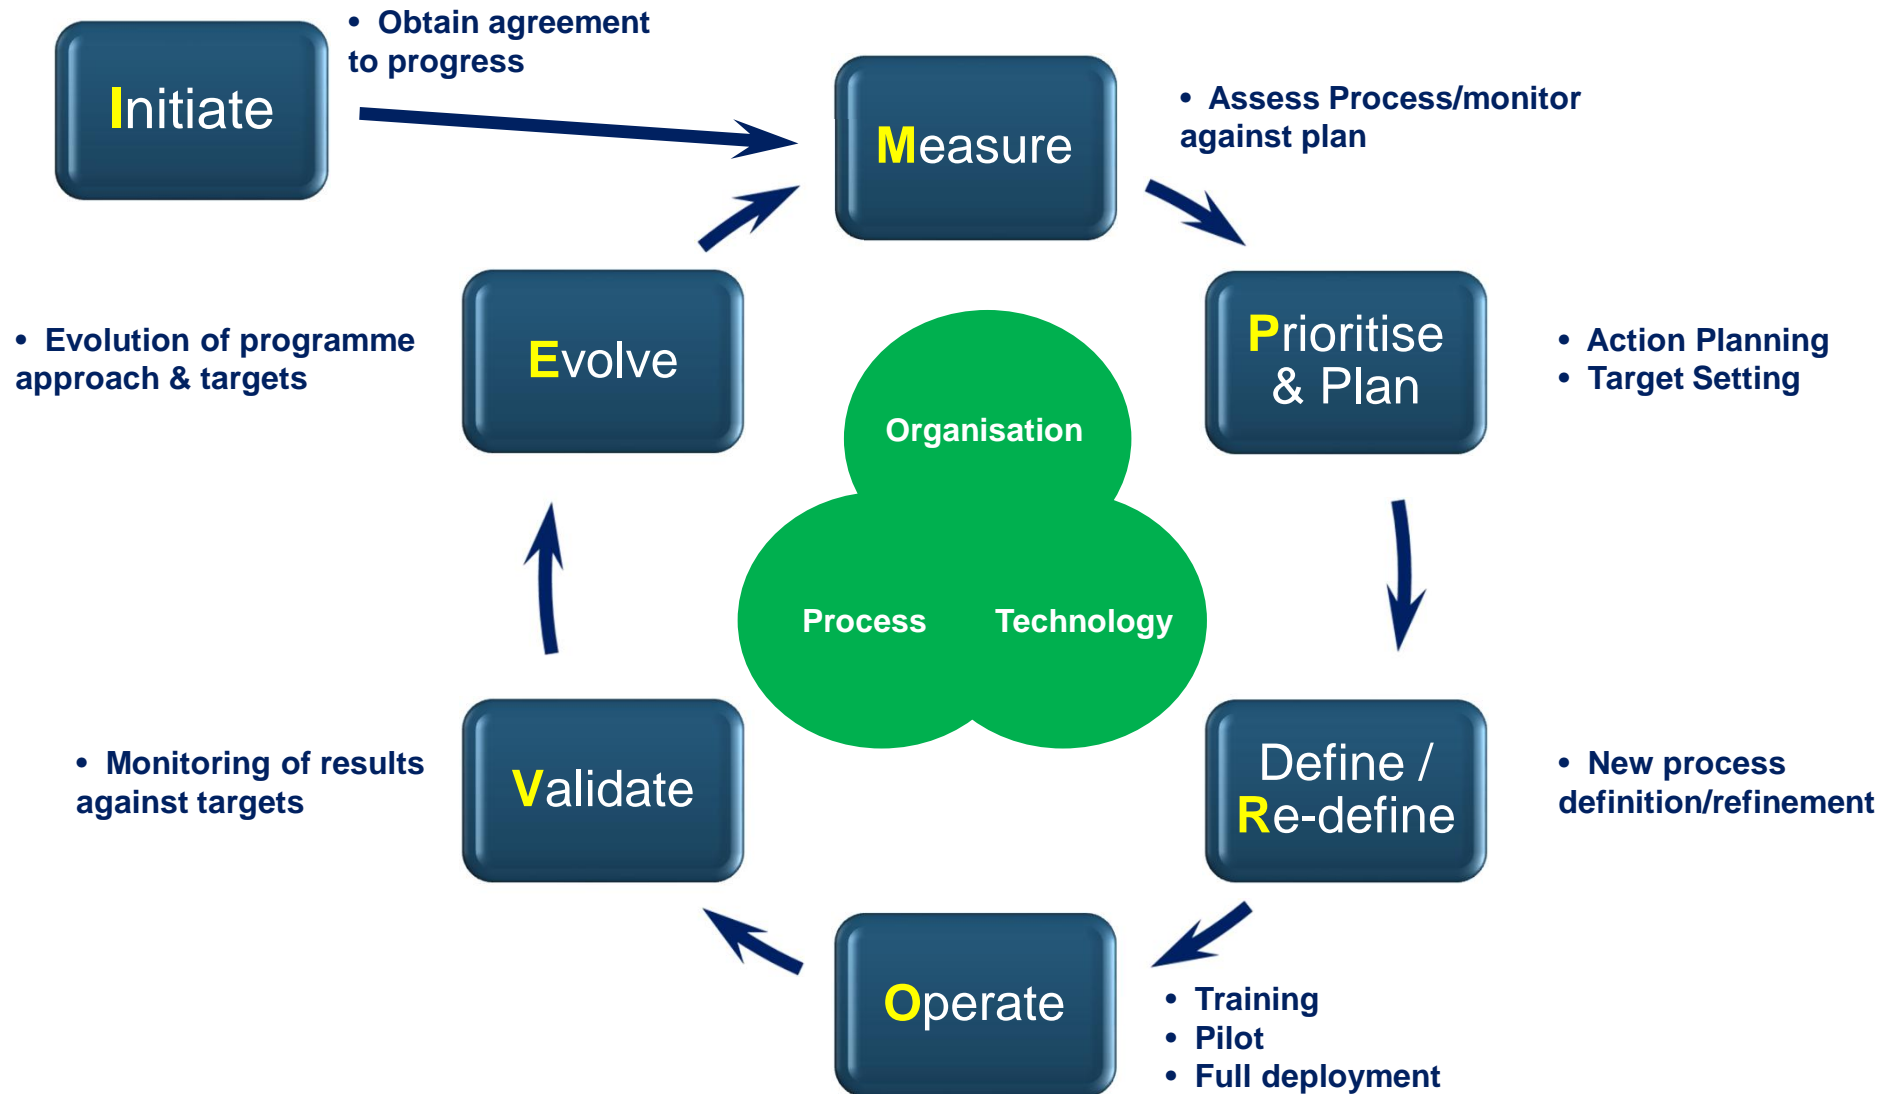 Initiate
• Obtain agreement
to progress
Measure
• Assess Process/monitor
against plan
Prioritise
& Plan
• Action Planning
• Target Setting
Define /
Re-define
• New process
definition/refinement
Operate
• Training
• Pilot
• Full deployment
Validate
• Monitoring of results
against targets
Evolve
• Evolution of programme
approach & targets
Organisation
Process
Technology